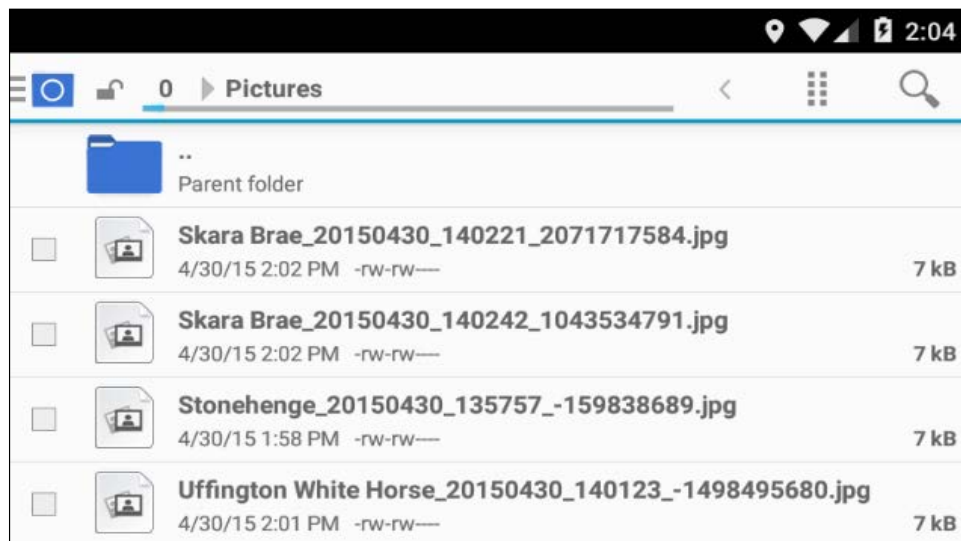 2:04
0 Pictures
..
Parent folder
Skara Brae_20150430_140221_2071717584.jpg
4/30/15 2:02 PM -rw-rw----
7 kB
Skara Brae_20150430_140242_1043534791.jpg
4/30/15 2:02 PM -rw-rw----
7 kB
Stonehenge_20150430_135757_-159838689.jpg
4/30/15 1:58 PM -rw-rw----
7 kB
Uffington White Horse_20150430_140123_-1498495680.jpg
4/30/15 2:01 PM -rw-rw----
7 kB